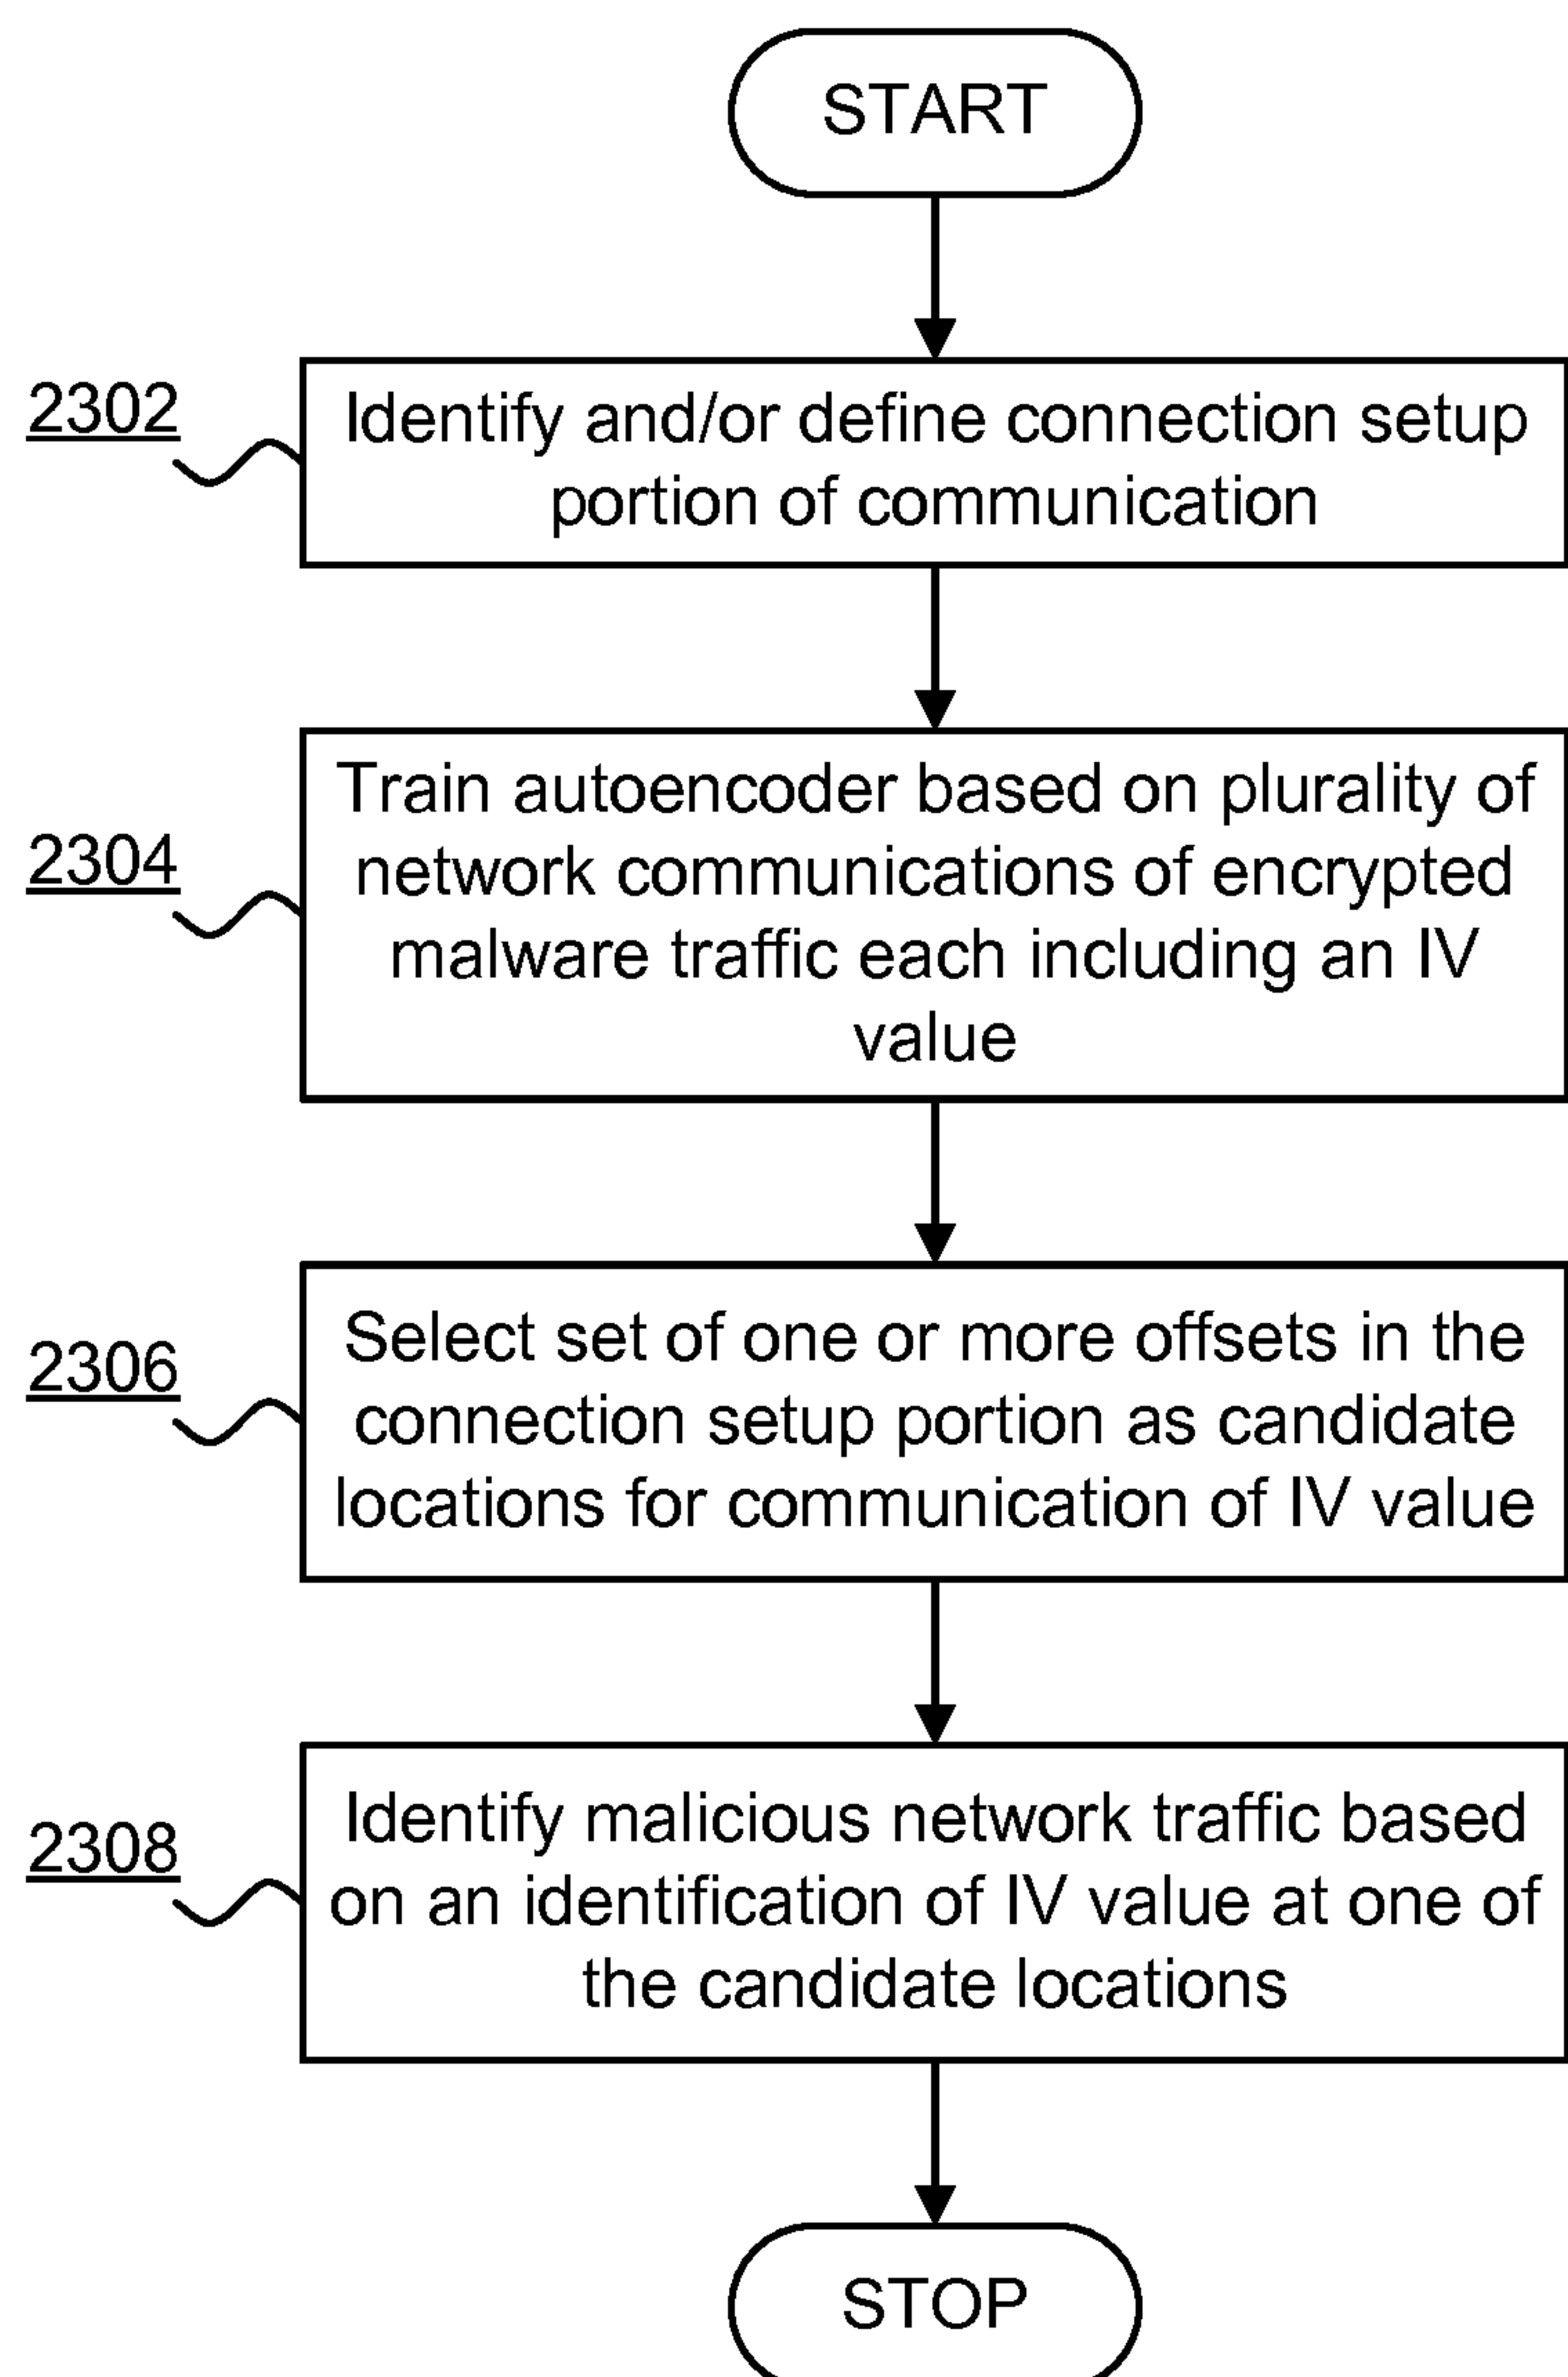 START
2302
Identify and/or define connection setup
portion of communication
2304
Train autoencoder based on plurality of
network communications of encrypted
malware traffic each including an IV
value
2306
Select set of one or more offsets in the
connection setup portion as candidate
locations for communication of IV value
2308
Identify malicious network traffic based
on an identification of IV value at one of
the candidate locations
STOP